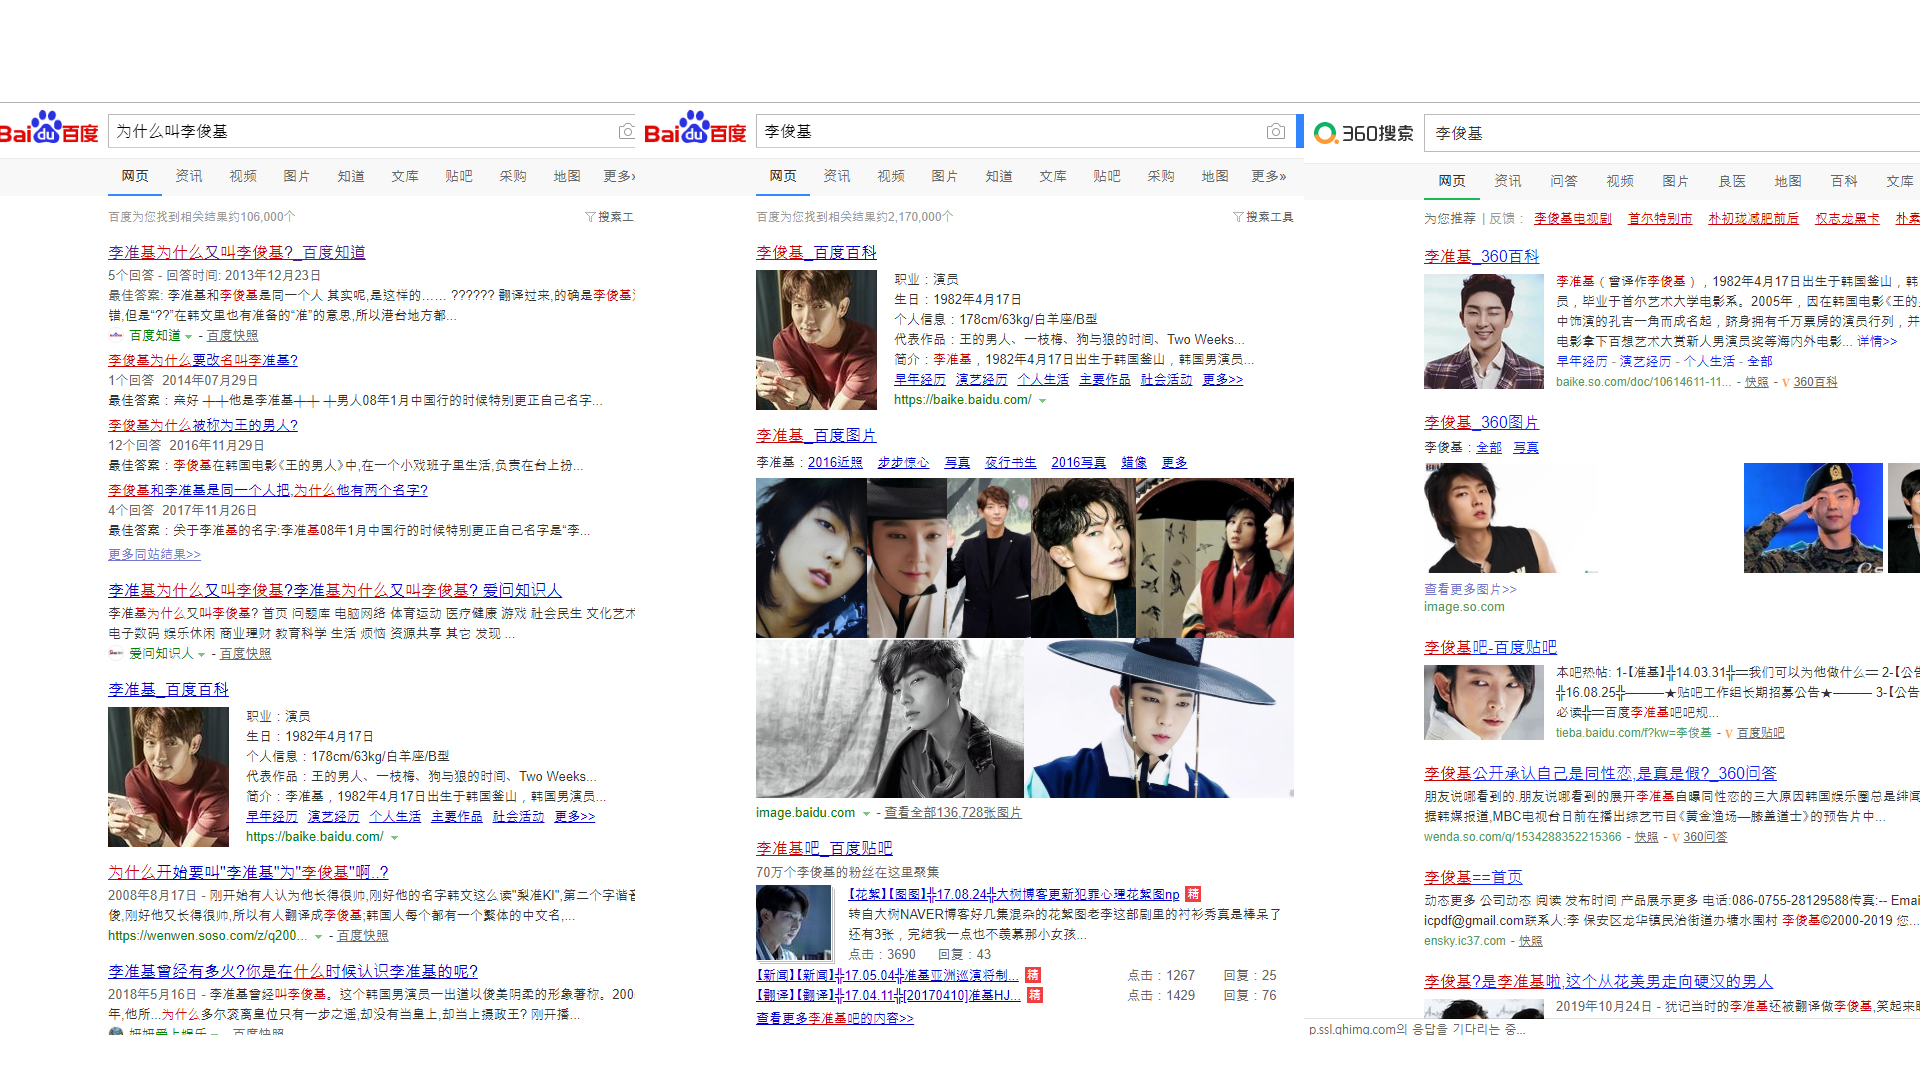 Baidu百度
为什么叫李俊基
网页 资讯 视频 图片 知道 文库 贴吧 采购 地图 更多»
百度为您找到相关结果约106,000个
搜索工
李准基为什么又叫李俊基?_百度知道
5个回答 - 回答时间: 2013年12月23日
最佳答案: 李准基和李俊基是同一个人 其实呢,是这样的…… ?????? 翻译过来,的确是李俊基
错,但是“??”在韩文里也有准备的“准”的意思,所以港台地方都...
百度知道 - 百度快照
李俊基为什么要改名叫李准基?
1个回答 2014年07月29日
最佳答案：亲好 ┼┼他是李准基┼┼ ┼男人08年1月中国行的时候特别更正自己名字...
李俊基为什么被称为王的男人?
12个回答 2016年11月29日
最佳答案：李俊基在韩国电影《王的男人》中,在一个小戏班子里生活,负责在台上扮...
李俊基和李准基是同一个人把,为什么他有两个名字?
4个回答 2017年11月26日
最佳答案：关于李准基的名字:李准基08年1月中国行的时候特别更正自己名字是“李...
更多同站结果>>
李准基为什么又叫李俊基?李准基为什么又叫李俊基? 爱问知识人
李准基为什么又叫李俊基? 首页 问题库 电脑网络 体育运动 医疗健康 游戏 社会民生 文化艺术
电子数码 娱乐休闲 商业理财 教育科学 生活 烦恼 资源共享 其它 发现 ...
爱问知识人 - 百度快照
李准基_百度百科
职业：演员
生日：1982年4月17日
个人信息：178cm/63kg/白羊座/B型
代表作品：王的男人、一枝梅、狗与狼的时间、Two Weeks...
简介：李准基，1982年4月17日出生于韩国釜山，韩国男演员...
早年经历 演艺经历 个人生活 主要作品 社会活动 更多>>
https://baike.baidu.com/
为什么开始要叫"李准基"为"李俊基"啊..?
2008年8月17日 - 刚开始有人认为他长得很帅,刚好他的名字韩文这么读"梨准KI",第二个字谐音
俊,刚好他又长得很帅,所以有人翻译成李俊基;韩国人每个都有一个繁体的中文名,...
https://wenwen.soso.com/z/q200... - 百度快照
李准基曾经有多火?你是在什么时候认识李准基的呢?
2018年5月16日 - 李准基曾经叫李俊基。这个韩国男演员一出道以俊美阴柔的形象著称。200
年,他所...为什么多尔衮离皇位只有一步之遥,却没有当皇上,却当上摄政王? 刚开播...
妞妞爱上娱乐 - 百度快照
Baidu百度
李俊基
网页 资讯 视频 图片 知道 文库 贴吧 采购 地图 更多»
百度为您找到相关结果约2,170,000个
搜索工具
李俊基_百度百科
职业：演员
生日：1982年4月17日
个人信息：178cm/63kg/白羊座/B型
代表作品：王的男人、一枝梅、狗与狼的时间、Two Weeks...
简介：李准基，1982年4月17日出生于韩国釜山，韩国男演员...
早年经历 演艺经历 个人生活 主要作品 社会活动 更多>>
https://baike.baidu.com/
李准基_百度图片
李准基：2016近照 步步惊心 写真 夜行书生 2016写真 蜡像 更多
image.baidu.com - 查看全部136,728张图片
李准基吧_百度贴吧
70万个李俊基的粉丝在这里聚集
【花絮】【图图】╬17.08.24╬大树博客更新犯罪心理花絮图np 精
转自大树NAVER博客好几集混杂的花絮图老李这部剧里的衬衫秀真是棒呆了
还有3张，完结我一点也不羡慕那小女孩...
点击：3690 回复：43
【新闻】【新闻】╬17.05.04╬准基亚洲巡演将制... 精 点击：1267 回复：25
【翻译】【翻译】╬17.04.11╬[20170410]准基HJ... 精 点击：1429 回复：76
查看更多李准基吧的内容>>
360搜索
李俊基
网页 资讯 问答 视频 图片 良医 地图 百科 文库
为您推荐 | 反馈： 李俊基电视剧 首尔特别市 朴初珑减肥前后 权志龙黑卡 朴素
李准基_360百科
李准基（曾译作李俊基），1982年4月17日出生于韩国釜山，韩
员，毕业于首尔艺术大学电影系。2005年，因在韩国电影《王的
中饰演的孔吉一角而成名起，跻身拥有千万票房的演员行列，并
电影拿下百想艺术大赏新人男演员奖等海内外电影... 详情>>
早年经历 - 演艺经历 - 个人生活 - 全部
baike.so.com/doc/10614611-11... - 快照 - V 360百科
李俊基_360图片
李俊基：全部 写真
查看更多图片>>
image.so.com
李俊基吧-百度贴吧
本吧热帖: 1-【准基】╬14.03.31╬═我们可以为他做什么═ 2-【公告
╬16.08.25╬———★贴吧工作组长期招募公告★——— 3-【公告
必读╬═百度李准基吧吧规...
tieba.baidu.com/f?kw=李俊基 - V 百度贴吧
李俊基公开承认自己是同性恋,是真是假?_360问答
朋友说哪看到的.朋友说哪看到的展开李准基自曝同性恋的三大原因韩国娱乐圈总是绯闻
据韩媒报道,MBC电视台日前在播出综艺节目《黄金渔场—膝盖道士》的预告片中...
wenda.so.com/q/1534288352215366 - 快照 - V 360问答
李俊基==首页
动态更多 公司动态 阅读 发布时间 产品展示更多 电话:086-0755-28129588传真:-- Emai
icpdf@gmail.com联系人:李 保安区龙华镇民治街道办塘水围村 李俊基©2000-2019 您...
ensky.ic37.com - 快照
李俊基?是李准基啦,这个从花美男走向硬汉的男人
2019年10月24日 - 犹记当时的李准基还被翻译做李俊基,笑起来眼
p.ssl.qhimg.com의 응답을 기다리는 중...